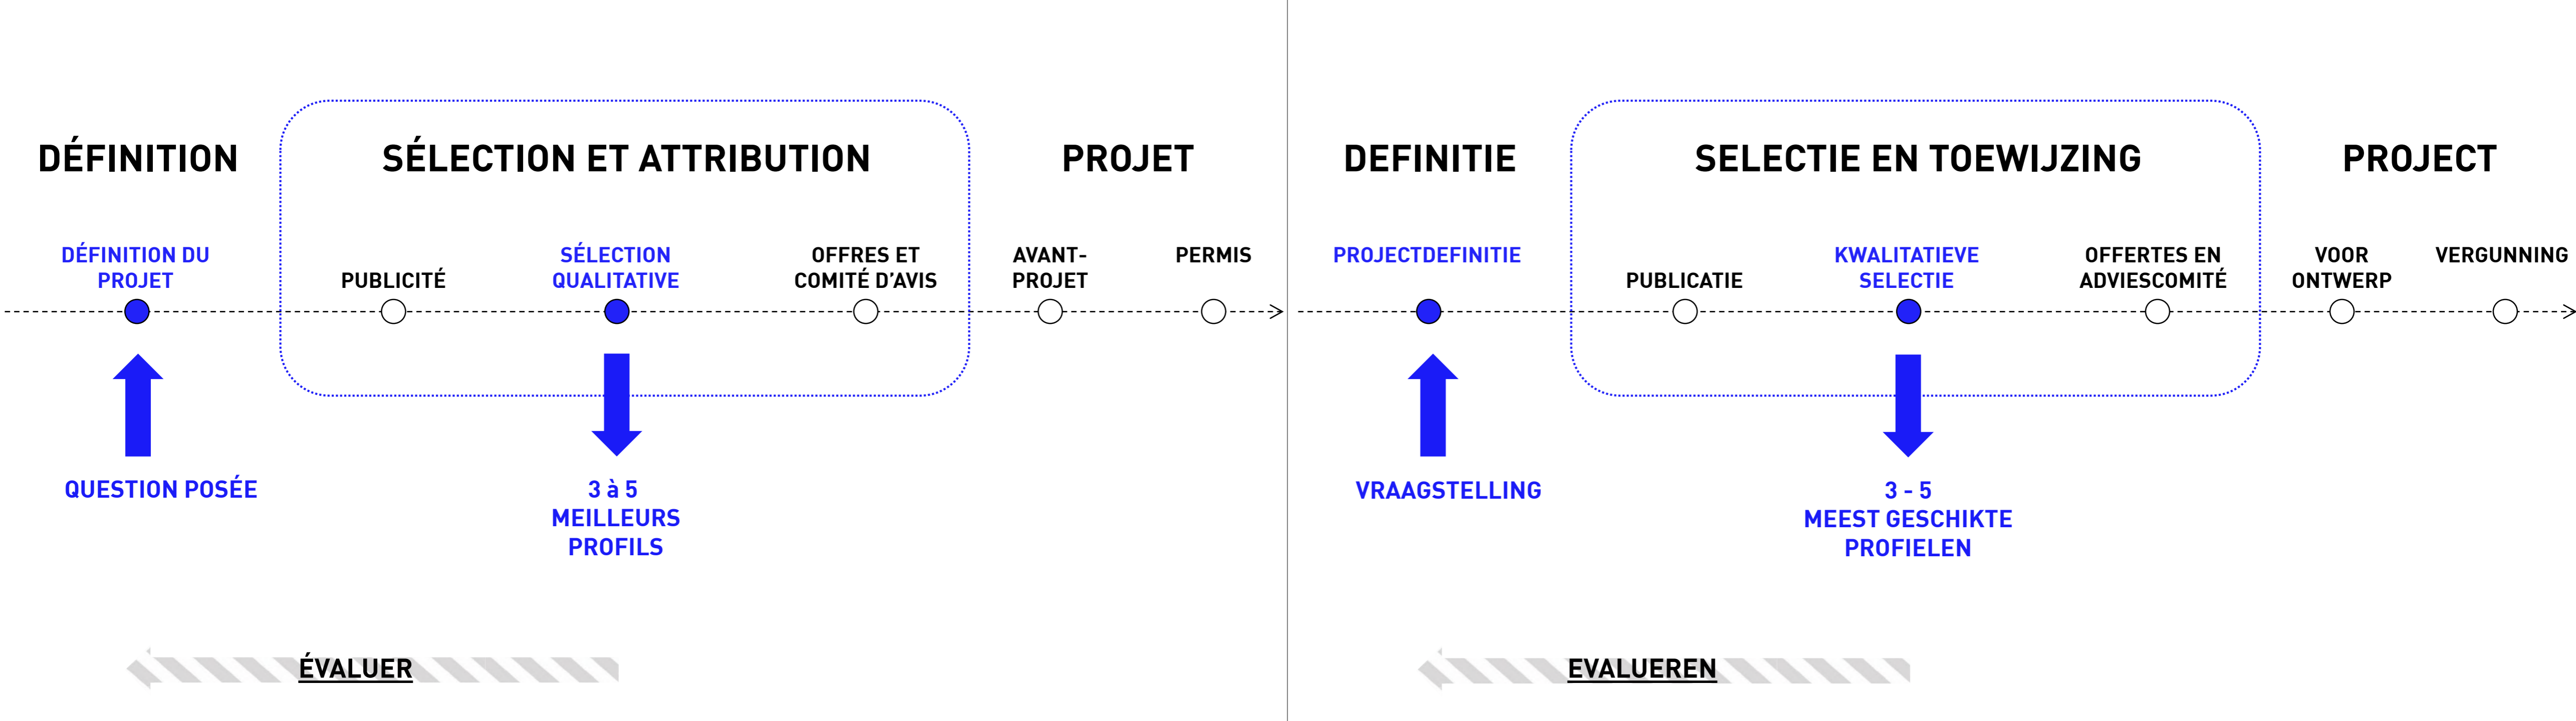 DÉFINITION
SÉLECTION ET ATTRIBUTION
PROJET
DÉFINITION DU
PROJET
PUBLICITÉ
SÉLECTION
QUALITATIVE
OFFRES ET
COMITÉ D’AVIS
AVANT-
PROJET
PERMIS
QUESTION POSÉE
3 à 5
MEILLEURS
PROFILS
ÉVALUER
DEFINITIE
SELECTIE EN TOEWIJZING
PROJECT
PROJECTDEFINITIE
PUBLICATIE
KWALITATIEVE
SELECTIE
OFFERTES EN
ADVIESCOMITÉ
VOOR
ONTWERP
VERGUNNING
VRAAGSTELLING
3 - 5
MEEST GESCHIKTE
PROFIELEN
EVALUEREN